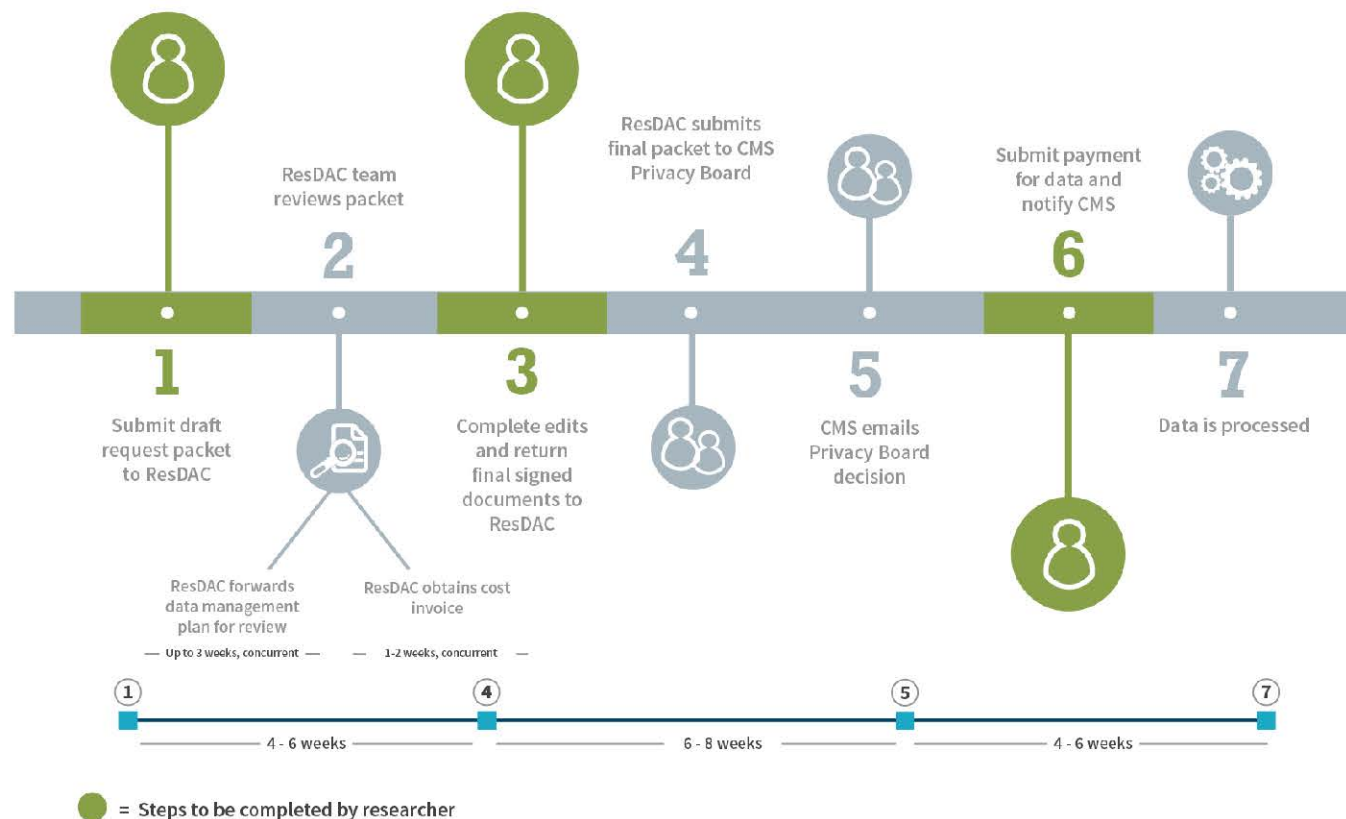 1
Submit draft
request packet
to ResDAC
ResDAC team
reviews packet
2
ResDAC forwards
data management
plan for review
Up to 3 weeks, concurrent
ResDAC obtains cost
invoice
1-2 weeks, concurrent
3
Complete edits
and return
final signed
documents to
ResDAC
ResDAC submits
final packet to CMS
Privacy Board
4
5
CMS emails
Privacy Board
decision
Submit payment
for data and
notify CMS
6
7
Data is processed
1
4
5
7
4 - 6 weeks
6 - 8 weeks
4 - 6 weeks
= Steps to be completed by researcher